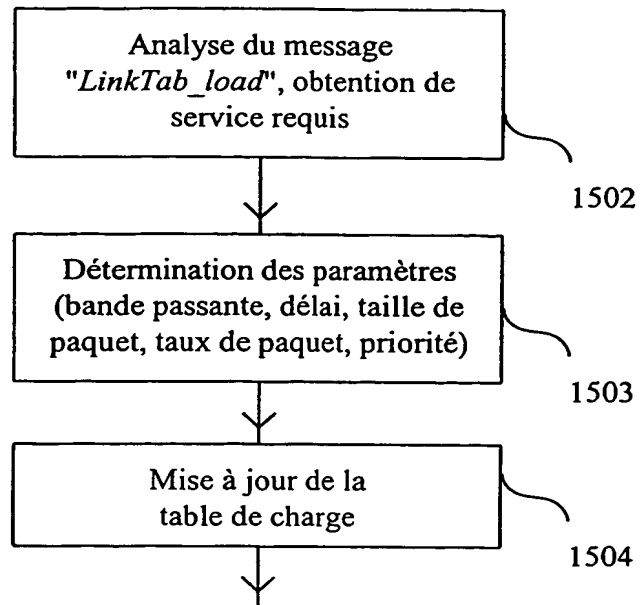 Analyse du message
"LinkTab_load", obtention de
service requis
1502
Détermination des paramètres
(bande passante, délai, taille de
paquet, taux de paquet, priorité)
1503
Mise à jour de la
table de charge
1504